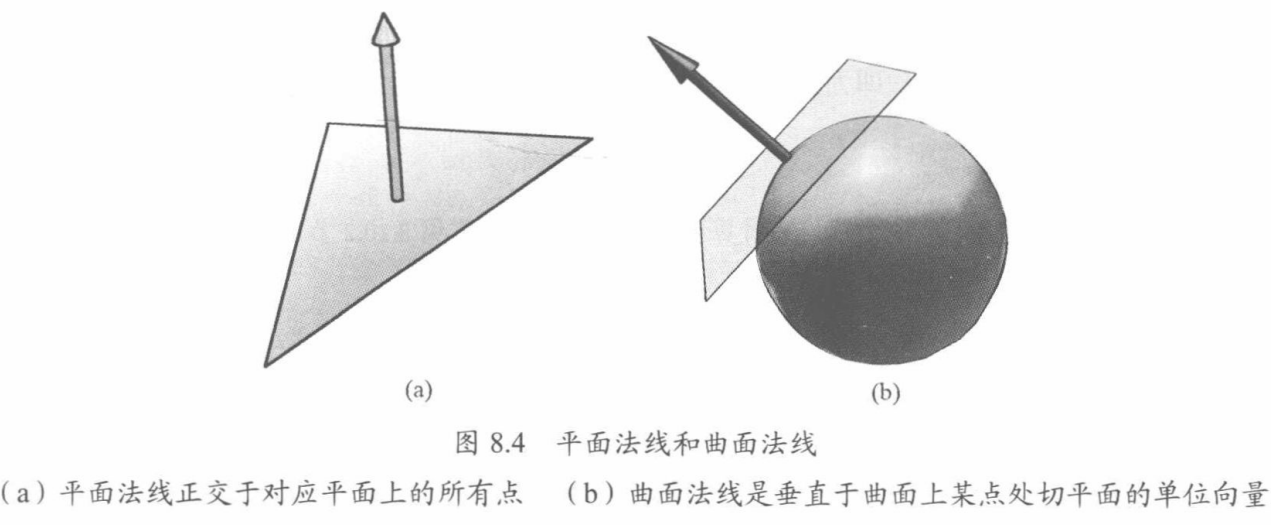 (a)
(b)
图 8.4 平面法线和曲面法线
(a) 平面法线正交于对应平面上的所有点 (b) 曲面法线是垂直于曲面上某点处切平面的单位向量